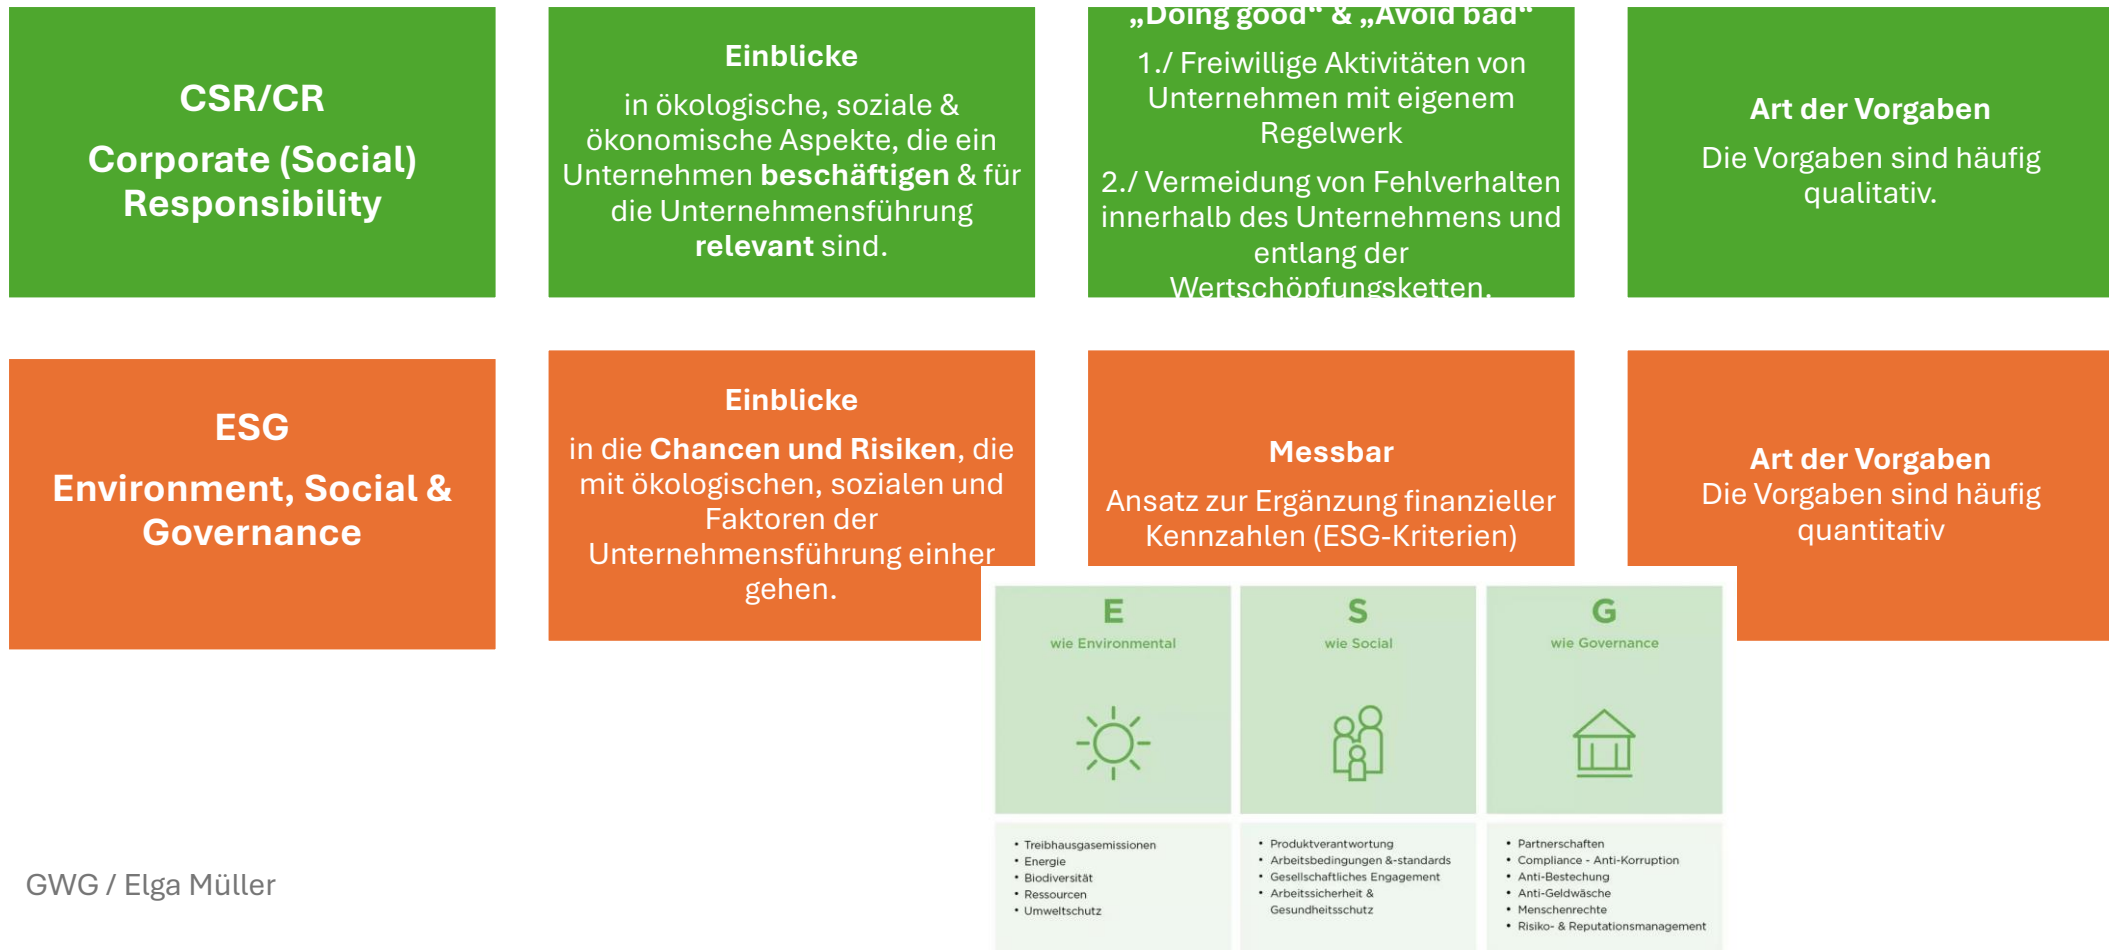 CSR/CR
Corporate (Social)
Responsibility
Einblicke
in ökologische, soziale &
ökonomische Aspekte, die ein
Unternehmen beschäftigen & für
die Unternehmensführung
relevant sind.
„Doing good“ & „Avoid bad“
1./ Freiwillige Aktivitäten von
Unternehmen mit eigenem
Regelwerk
2./ Vermeidung von Fehlverhalten
innerhalb des Unternehmens und
entlang der
Wertschöpfungsketten.
Art der Vorgaben
Die Vorgaben sind häufig
qualitativ.
ESG
Environment, Social &
Governance
Einblicke
in die Chancen und Risiken, die
mit ökologischen, sozialen und
Faktoren der
Unternehmensführung einher
gehen.
Messbar
Ansatz zur Ergänzung finanzieller
Kennzahlen (ESG-Kriterien)
Art der Vorgaben
Die Vorgaben sind häufig
quantitativ
E
wie Environmental
• Treibhausgasemissionen
• Energie
• Biodiversität
• Ressourcen
• Umweltschutz
S
wie Social
• Produktverantwortung
• Arbeitsbedingungen &-standards
• Gesellschaftliches Engagement
• Arbeitssicherheit &
Gesundheitsschutz
G
wie Governance
• Partnerschaften
• Compliance - Anti-Korruption
• Anti-Bestechung
• Anti-Geldwäsche
• Menschenrechte
• Risiko- & Reputationsmanagement
GWG / Elga Müller